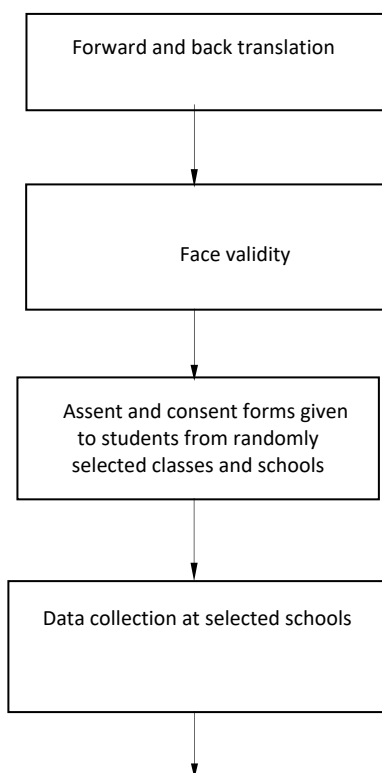 Forward and back translation
Face validity
Assent and consent forms given
to students from randomly
selected classes and schools
Data collection at selected schools